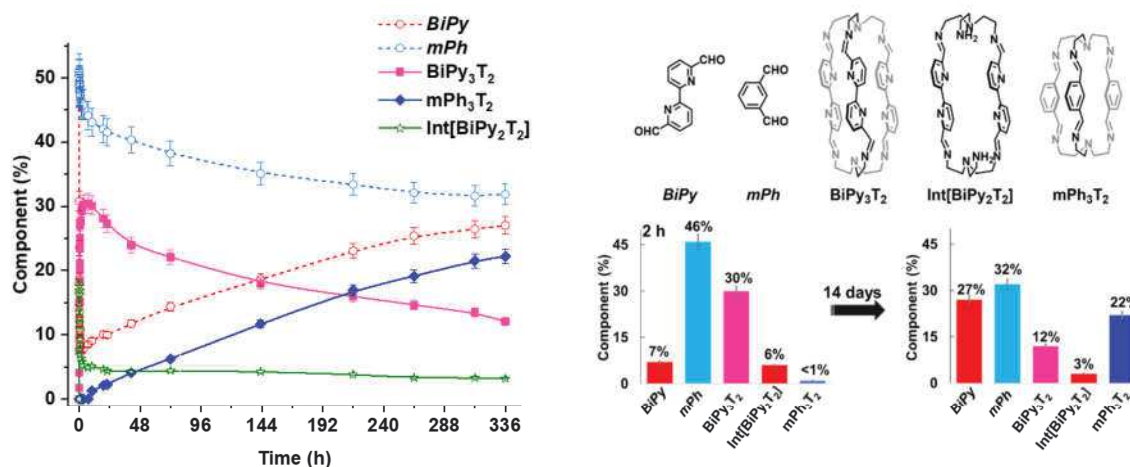 BiPy
mPh
BiPy₃T₂
mPh₃T₂
Int[BiPy₂T₂]
Component (%)
50
40
30
20
10
0
0 48 96 144 192 240 288 336
Time (h)
CHO
N
N
OHC
CHO
CHO
NH₂
NH₂
BiPy
mPh
BiPy₃T₂
Int[BiPy₂T₂]
mPh₃T₂
2 h
Component (%)
45
30
15
0
7%
46%
30%
6%
<1%
BiPy
mPh
BiPy₃T₂
Int[BiPy₂T₂]
mPh₃T₂
14 days
Component (%)
45
30
15
0
27%
32%
12%
3%
22%
BiPy
mPh
BiPy₃T₂
Int[BiPy₂T₂]
mPh₃T₂